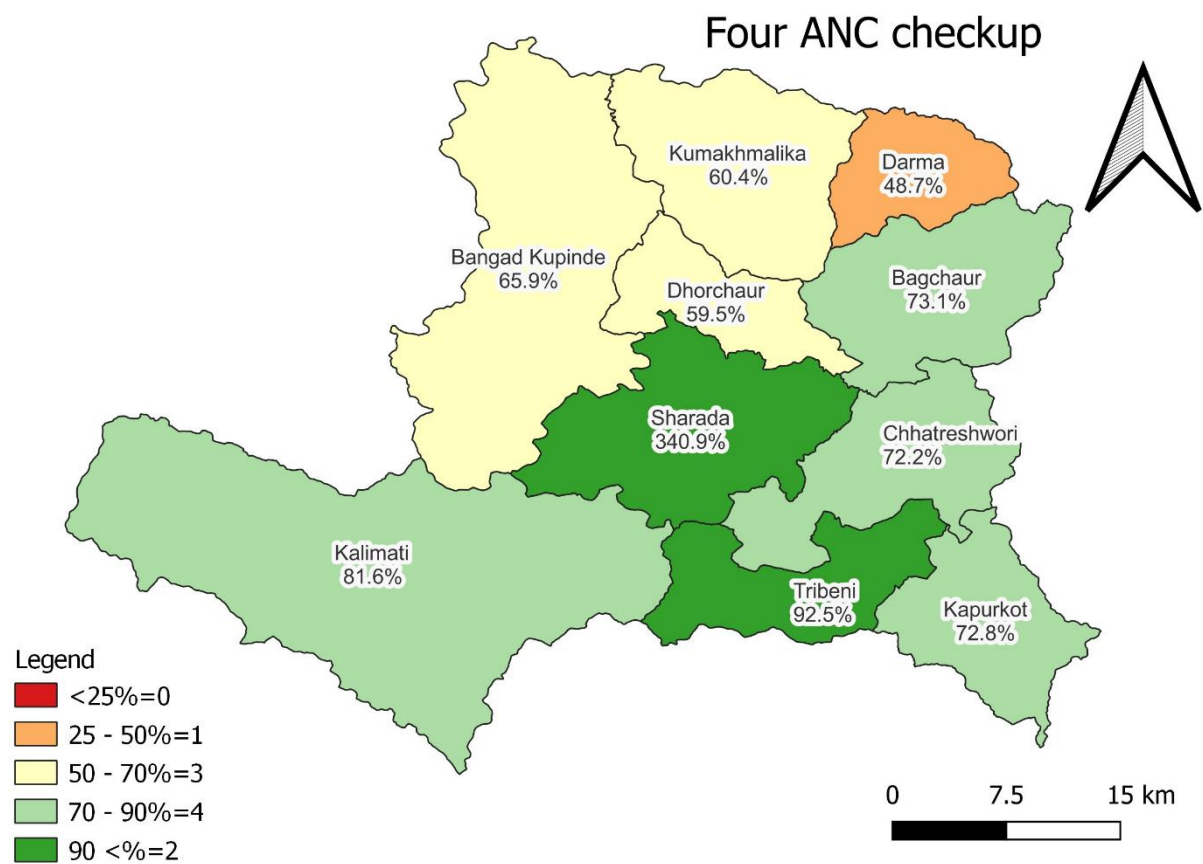 Four ANC checkup
Kumakhmalika
60.4%
Darma
48.7%
Bangad Kupinde
65.9%
Dhorchaur
59.5%
Bagchaur
73.1%
Sharada
340.9%
Chhatreshwori
72.2%
Kalimati
81.6%
Tribeni
92.5%
Kapurkot
72.8%
Legend
<25%=0
25 - 50%=1
50 - 70%=3
70 - 90%=4
90 <%=2
0 7.5 15 km